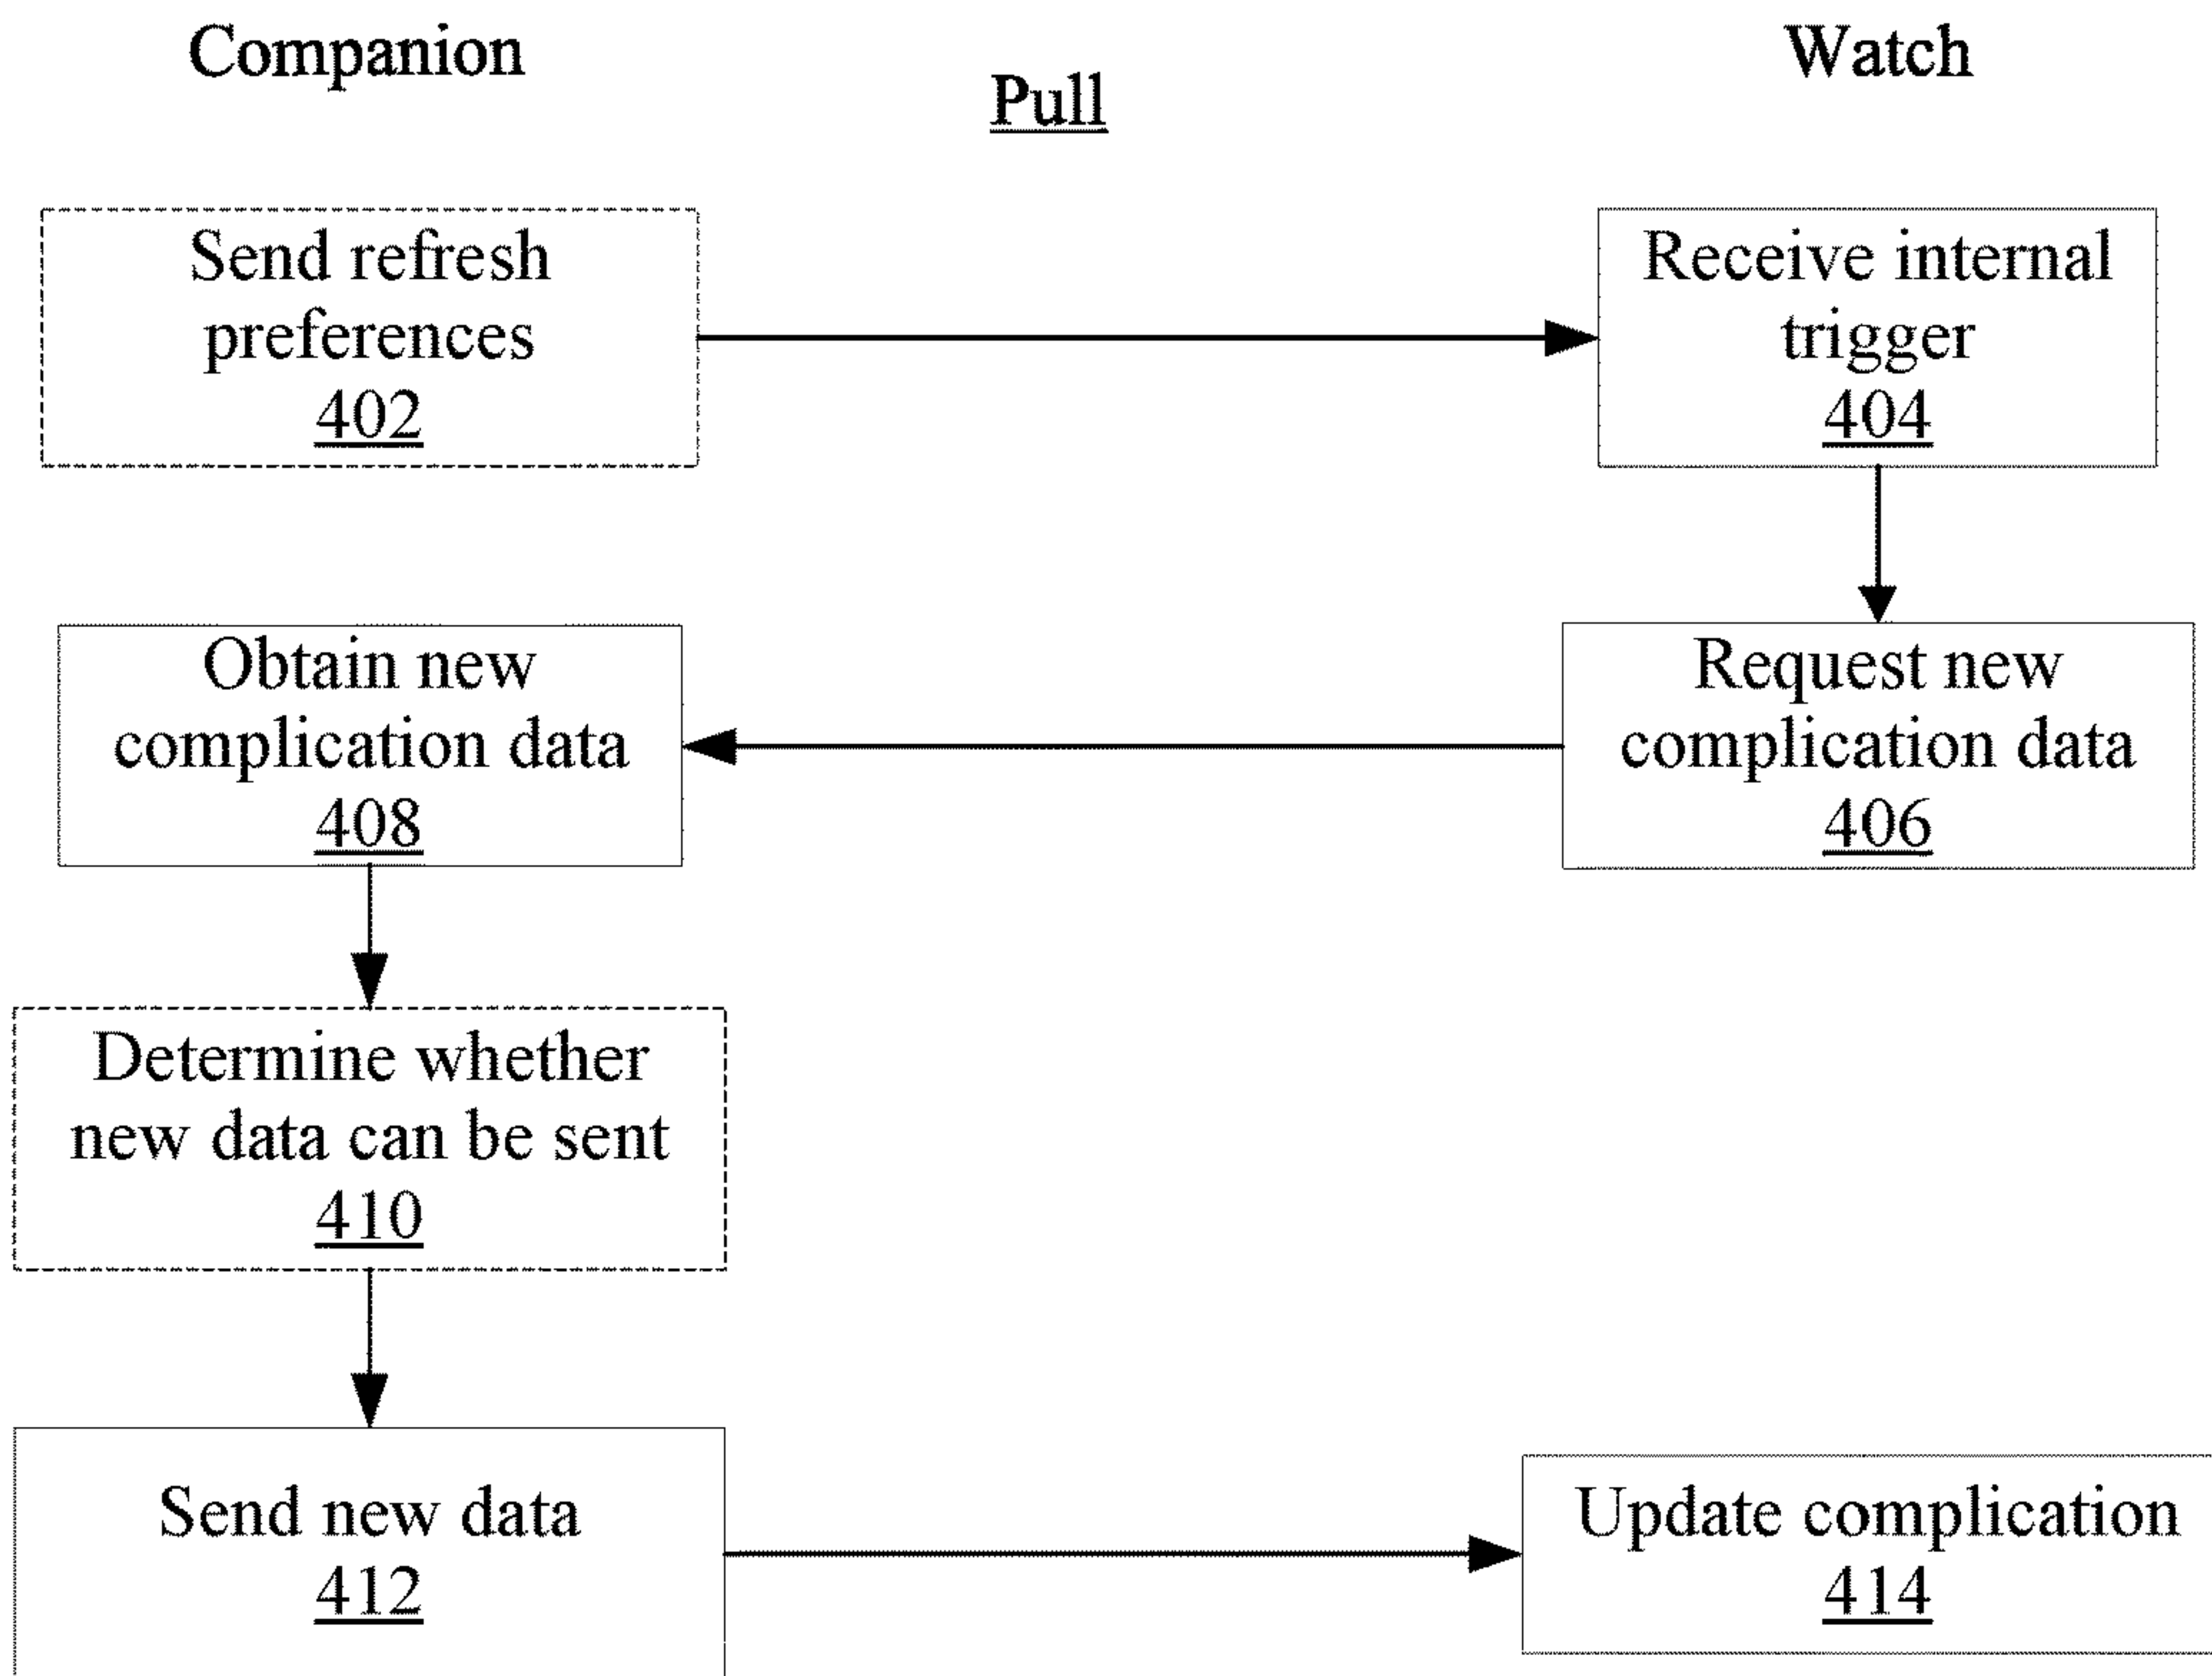 Companion
Watch
Pull
Send refresh
preferences
402
Receive internal
trigger
404
Obtain new
complication data
408
Request new
complication data
406
Determine whether
new data can be sent
410
Send new data
412
Update complication
414